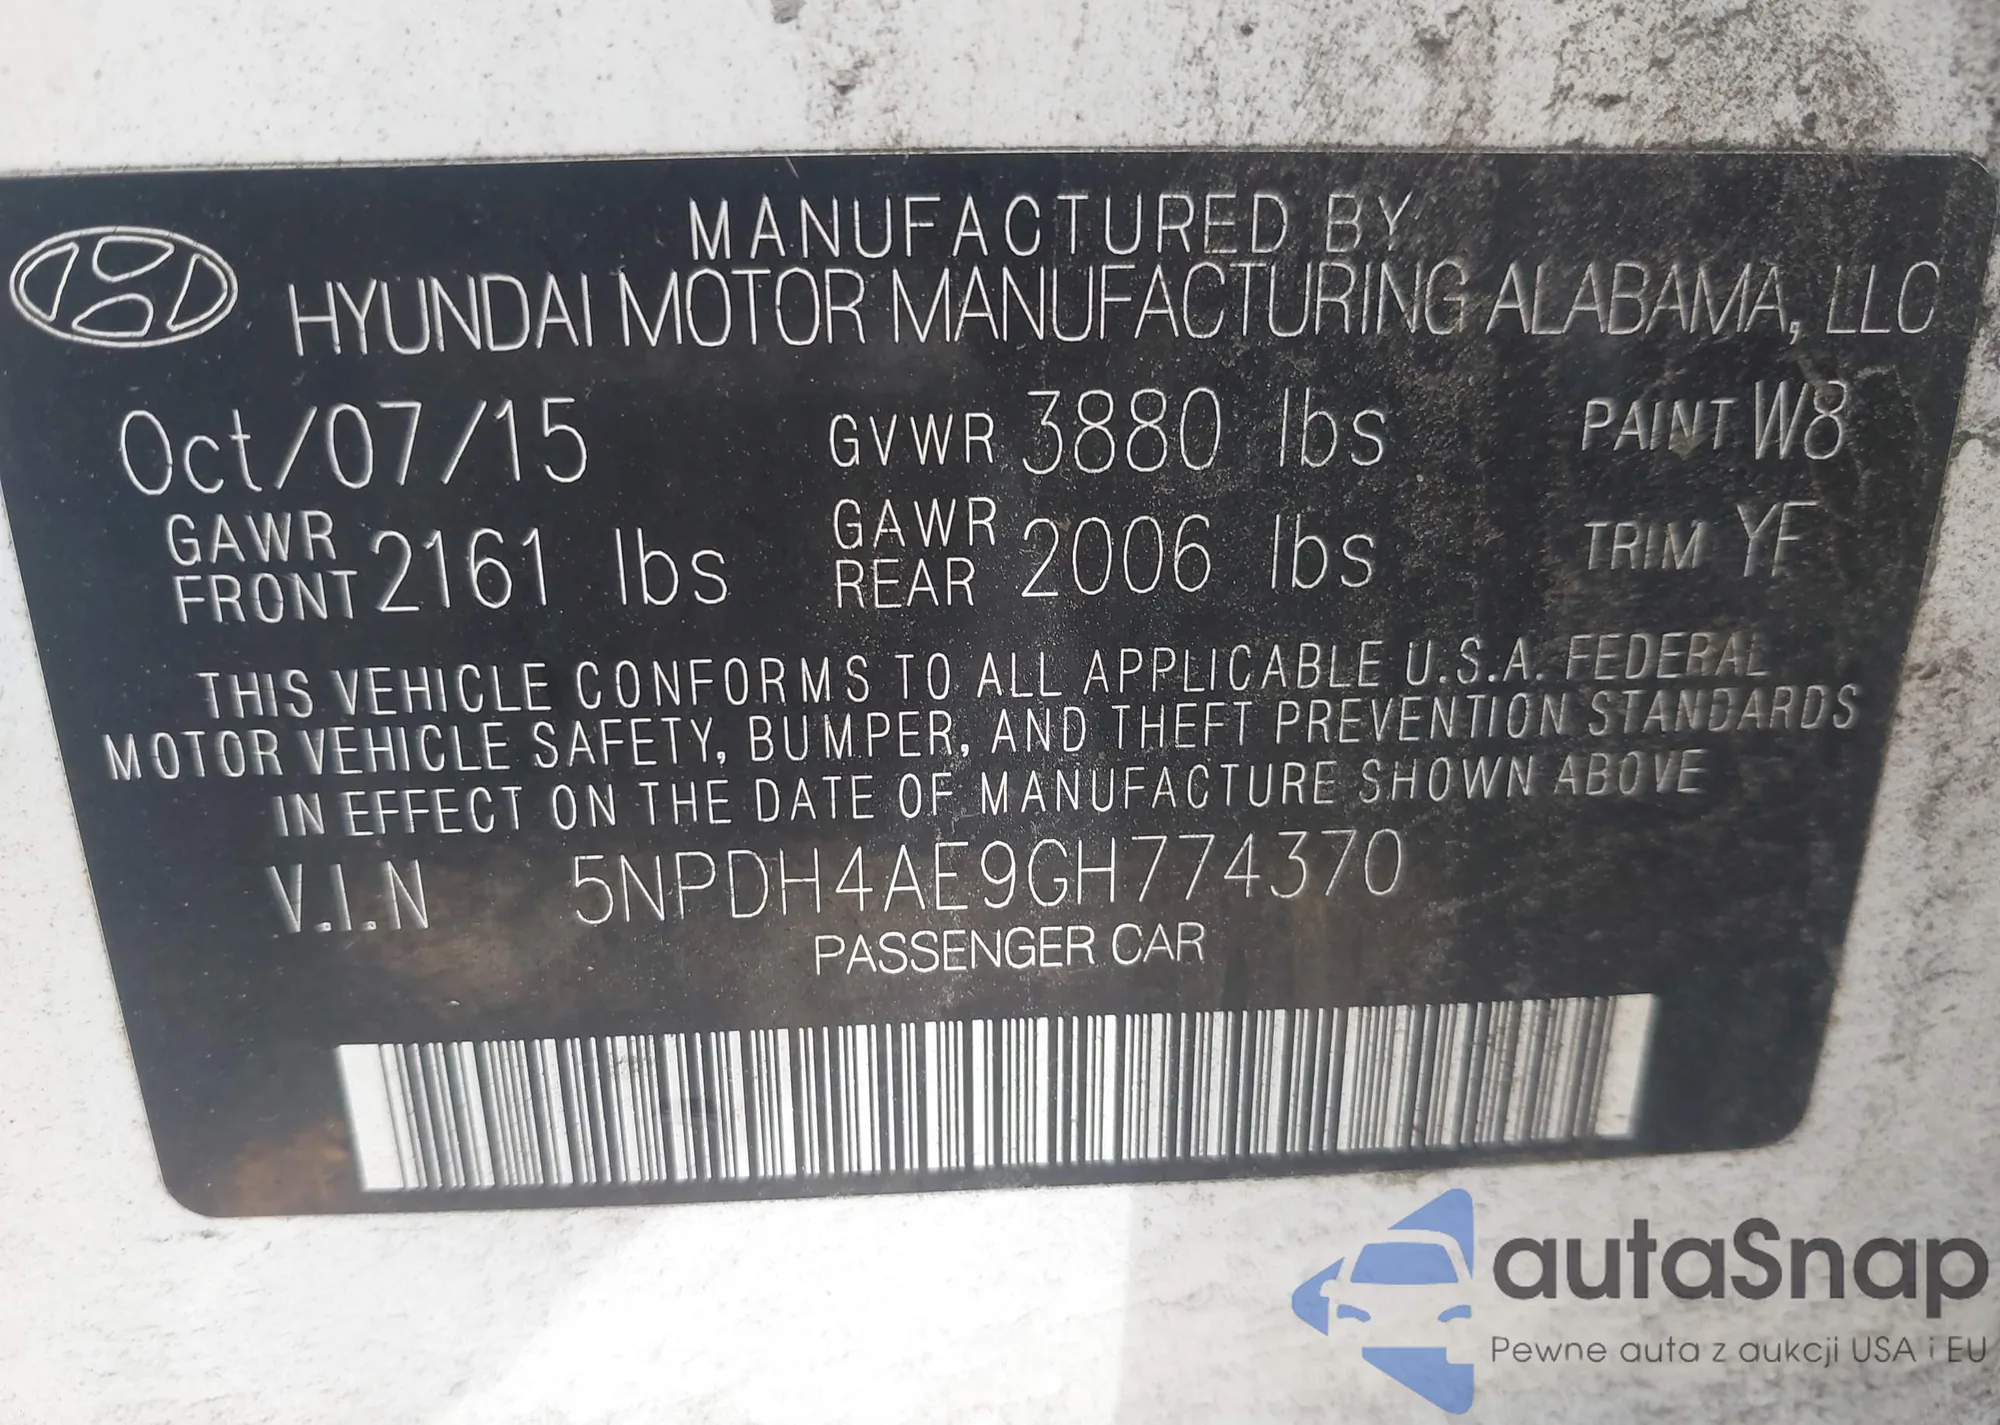 MANUFACTURED BY
HYUNDAI MOTOR MANUFACTURING ALABAMA, LLC
Oct/07/15 GVWR 3880 lbs PAINT W8
GAWR FRONT 2161 lbs GAWR REAR 2006 lbs TRIM YF
THIS VEHICLE CONFORMS TO ALL APPLICABLE U.S.A. FEDERAL
MOTOR VEHICLE SAFETY, BUMPER, AND THEFT PREVENTION STANDARDS
IN EFFECT ON THE DATE OF MANUFACTURE SHOWN ABOVE
V.I.N 5NPDH4AE9GH774370
PASSENGER CAR
autaSnap
Pewne auta z aukcji USA i EU